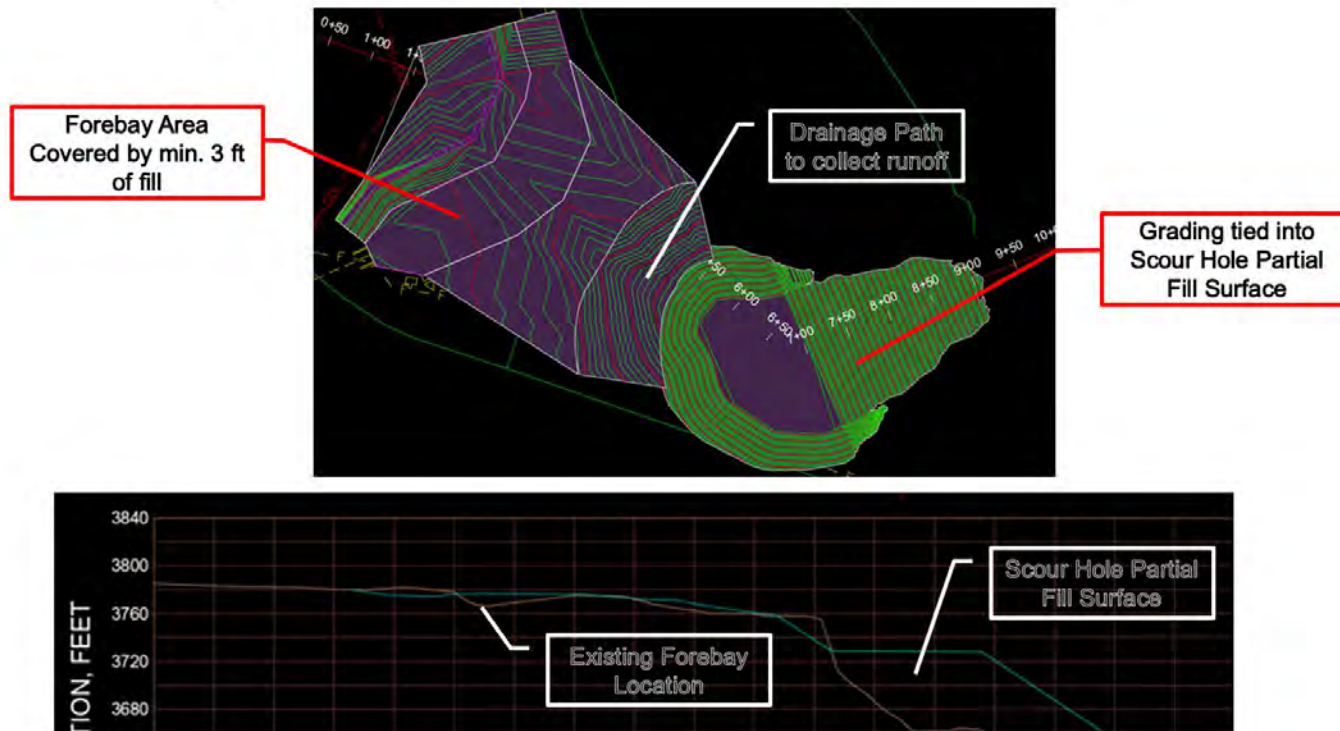 0+50
1+00
Forebay Area
Covered by min. 3 ft
of fill
Drainage Path
to collect runoff
Grading tied into
Scour Hole Partial
Fill Surface
+50
6+00
6+50
7+50
8+00
8+50
9+00
9+50
F
F
F
3840
3800
3760
3720
3680
TION, FEET
Existing Forebay
Location
Scour Hole Partial
Fill Surface